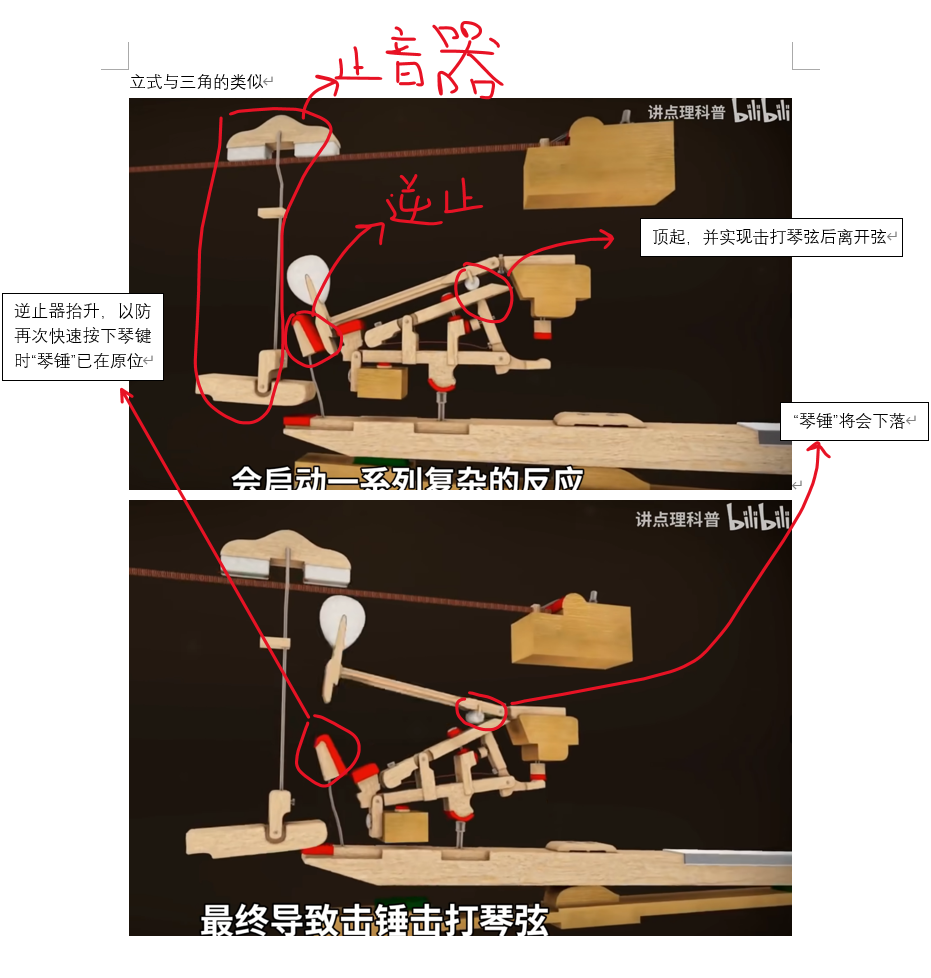 止音器
立式与三角的类似
讲点理科普 bilibili
逆止
顶起，并实现击打琴弦后离开弦
逆止器抬升，以防
再次快速按下琴键
时“琴锤”已在原位
“琴锤”将会下落
会启动一系列复杂的反应
讲点理科普 bilibili
最终导致击锤击打琴弦